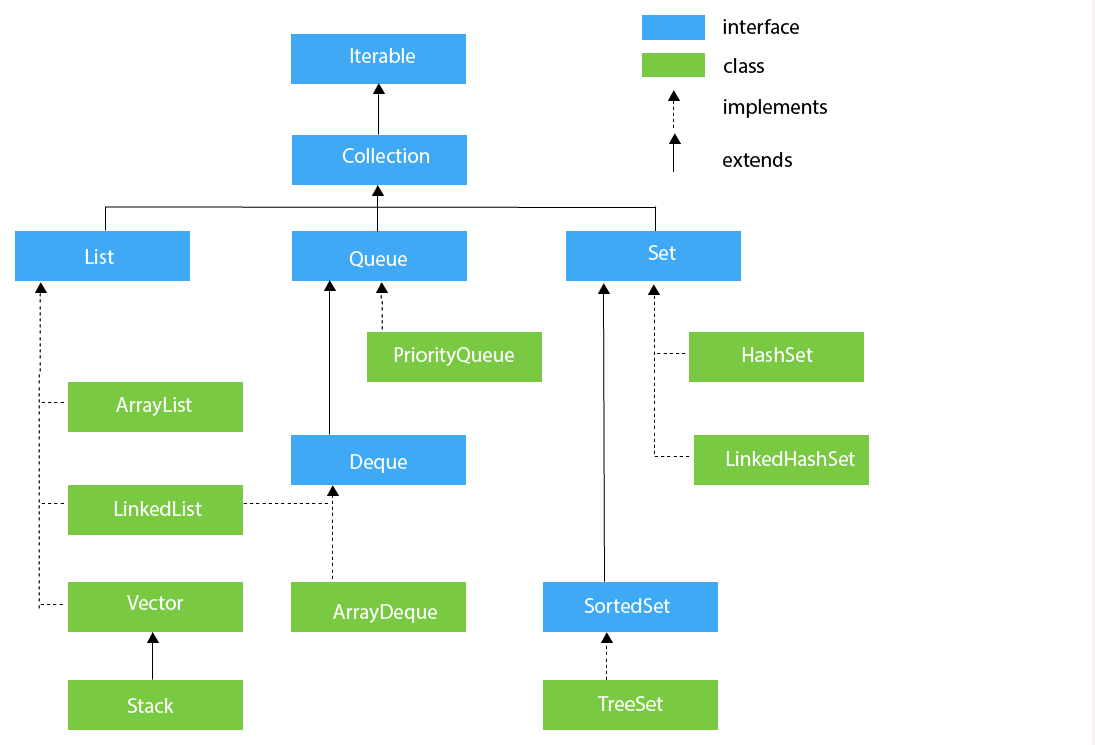 interface
Iterable
class
implements
Collection
extends
List
Queue
Set
PriorityQueue
HashSet
ArrayList
Deque
LinkedHashSet
LinkedList
Vector
ArrayDeque
SortedSet
Stack
TreeSet